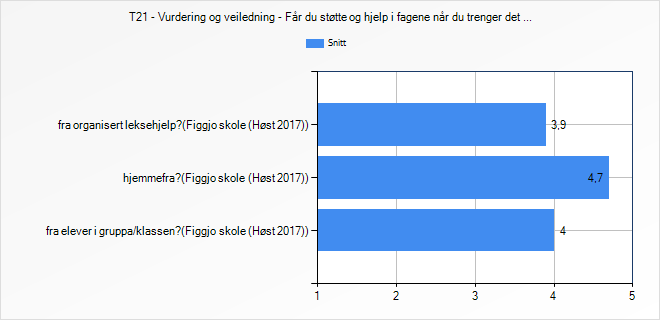 T21 - Vurdering og veiledning - Får du støtte og hjelp i fagene når du trenger det ...
Snitt
fra organisert leksehjelp?(Figgjo skole (Høst 2017))
3,9
hjemmefra?(Figgjo skole (Høst 2017))
4,7
fra elever i gruppa/klassen?(Figgjo skole (Høst 2017))
4
1 2 3 4 5